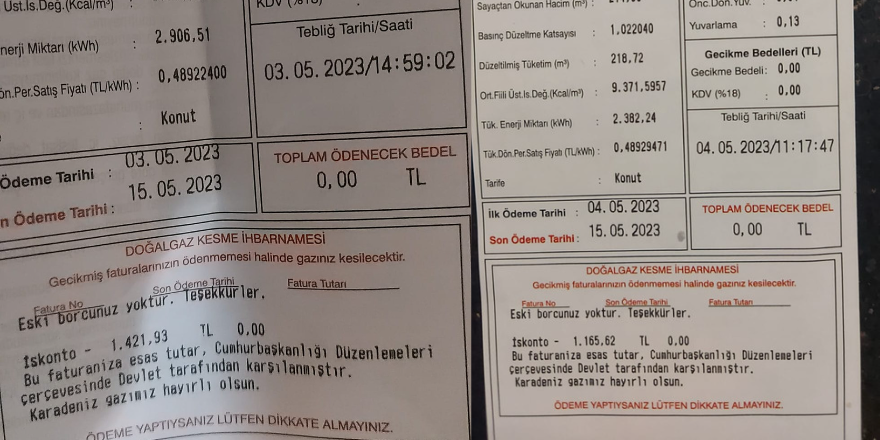 Üst.Is.Değ.(Kcal/m³) :
KDV (%18)
nerji Miktarı (kWh) : 2.906,51
ön.Per.Satış Fiyatı (TL/kWh) : 0,48922400
: Konut
Tebliğ Tarihi/Saati
03.05.2023/14:59:02
Ödeme Tarihi : 03.05.2023
n Ödeme Tarihi : 15.05.2023
TOPLAM ÖDENECEK BEDEL
0,00 TL
DOĞALGAZ KESME İHBARNAMESİ
Gecikmiş faturalarınızın ödenmemesi halinde gazınız kesilecektir.
Fatura No Son Ödeme Tarihi Fatura Tutarı
Eski borcunuz yoktur. Teşekkürler.
İskonto - 1.421,93 TL 0,00
Bu faturanıza esas tutar, Cumhurbaşkanlığı Düzenlemeleri
çerçevesinde Devlet tarafından karşılanmıştır.
Karadeniz gazımız hayırlı olsun.
ÖDEME YAPTIYSANIZ LÜTFEN DİKKATE ALMAYINIZ.
Sayaçtan Okunan Hacim (m³) :
Basınç Düzeltme Katsayısı : 1,022040
Düzeltilmiş Tüketim (m³) : 218,72
Ort.Fiili Üst.Is.Değ.(Kcal/m³) : 9.371,5957
Tük. Enerji Miktarı (kWh) : 2.382,24
Tük.Dön.Per.Satış Fiyatı (TL/kWh) : 0,48929471
Tarife : Konut
Önc.Dön.Yuv. :
Yuvarlama : 0,13
Gecikme Bedelleri (TL)
Gecikme Bedeli : 0,00
KDV (%18) : 0,00
Tebliğ Tarihi/Saati
04.05.2023/11:17:47
İlk Ödeme Tarihi : 04.05.2023
Son Ödeme Tarihi : 15.05.2023
TOPLAM ÖDENECEK BEDEL
0,00 TL
DOĞALGAZ KESME İHBARNAMESİ
Gecikmiş faturalarınızın ödenmemesi halinde gazınız kesilecektir.
Fatura No Son Ödeme Tarihi Fatura Tutarı
Eski borcunuz yoktur. Teşekkürler.
İskonto - 1.165,62 TL 0,00
Bu faturanıza esas tutar, Cumhurbaşkanlığı Düzenlemeleri
çerçevesinde Devlet tarafından karşılanmıştır.
Karadeniz gazımız hayırlı olsun.
ÖDEME YAPTIYSANIZ LÜTFEN DİKKATE ALMAYINIZ.